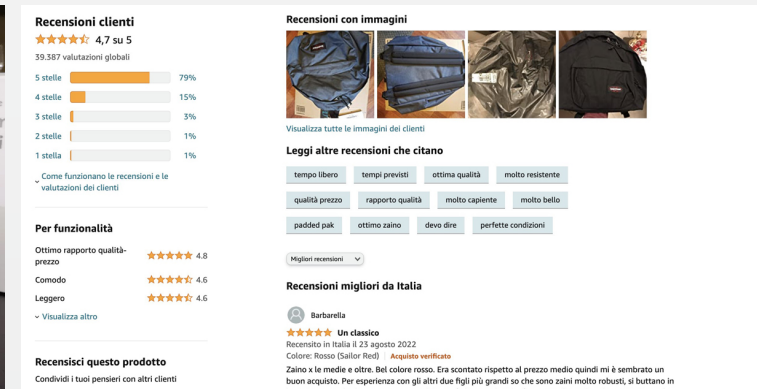 Recensioni clienti
4,7 su 5
39.387 valutazioni globali
5 stelle 79%
4 stelle 15%
3 stelle 3%
2 stelle 1%
1 stella 1%
Come funzionano le recensioni e le
valutazioni dei clienti
Per funzionalità
Ottimo rapporto qualità-
prezzo 4.8
Comodo 4.6
Leggero 4.6
Visualizza altro
Recensisci questo prodotto
Condividi i tuoi pensieri con altri clienti
Recensioni con immagini
Visualizza tutte le immagini dei clienti
Leggi altre recensioni che citano
tempo libero tempi previsti ottima qualità molto resistente
qualità prezzo rapporto qualità molto capiente molto bello
padded pak ottimo zaino devo dire perfette condizioni
Migliori recensioni
Recensioni migliori da Italia
Barbarella
Un classico
Recensito in Italia il 23 agosto 2022
Colore: Rosso (Sailor Red) Acquisto verificato
Zaino x le medie e oltre. Bel colore rosso. Era scontato rispetto al prezzo medio quindi mi è sembrato un
buon acquisto. Per esperienza con gli altri due figli più grandi so che sono zaini molto robusti, si butano in